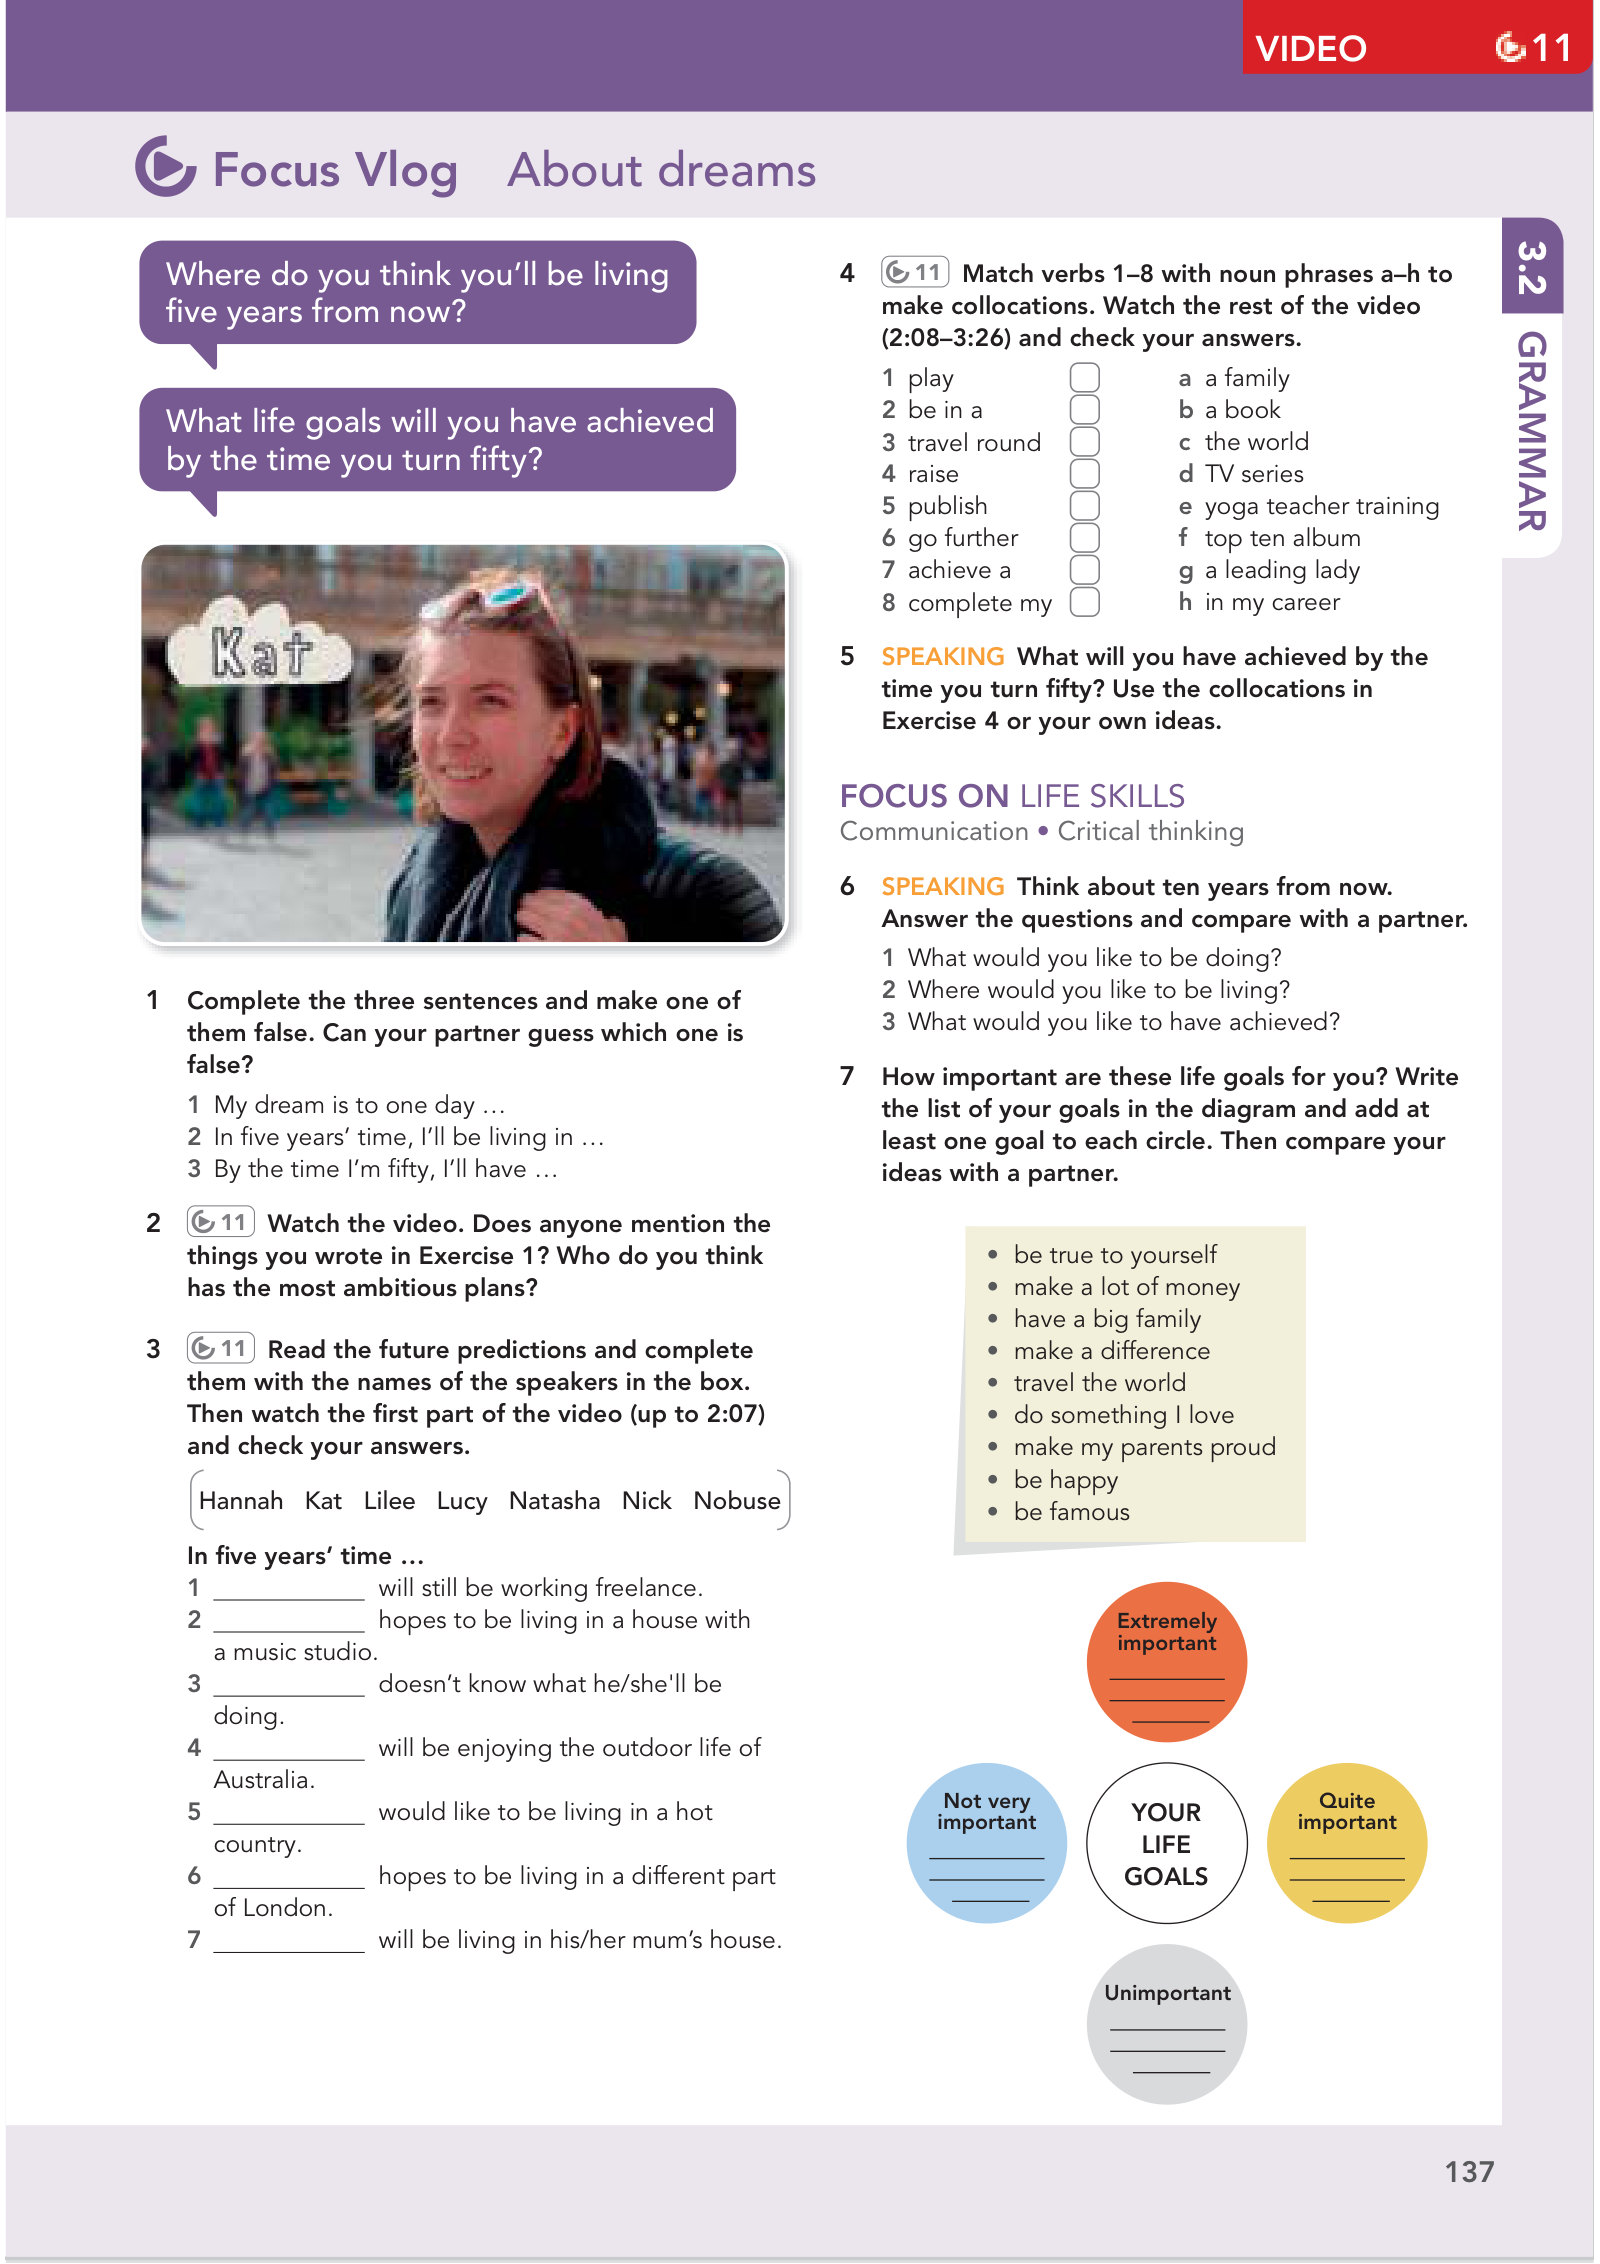 VIDEO 11
Focus Vlog About dreams
Where do you think you'll be living
five years from now?
What life goals will you have achieved
by the time you turn fifty?
Kat
1 Complete the three sentences and make one of
them false. Can your partner guess which one is
false?
1 My dream is to one day …
2 In five years' time, I'll be living in …
3 By the time I'm fifty, I'll have …
2 11 Watch the video. Does anyone mention the
things you wrote in Exercise 1? Who do you think
has the most ambitious plans?
3 11 Read the future predictions and complete
them with the names of the speakers in the box.
Then watch the first part of the video (up to 2:07)
and check your answers.
Hannah Kat Lilee Lucy Natasha Nick Nobuse
In five years' time …
1 ____________ will still be working freelance.
2 ____________ hopes to be living in a house with
a music studio.
3 ____________ doesn't know what he/she'll be
doing.
4 ____________ will be enjoying the outdoor life of
Australia.
5 ____________ would like to be living in a hot
country.
6 ____________ hopes to be living in a different part
of London.
7 ____________ will be living in his/her mum's house.
4 11 Match verbs 1–8 with noun phrases a–h to
make collocations. Watch the rest of the video
(2:08–3:26) and check your answers.
1 play a a family
2 be in a b a book
3 travel round c the world
4 raise d TV series
5 publish e yoga teacher training
6 go further f top ten album
7 achieve a g a leading lady
8 complete my h in my career
5 SPEAKING What will you have achieved by the
time you turn fifty? Use the collocations in
Exercise 4 or your own ideas.
FOCUS ON LIFE SKILLS
Communication • Critical thinking
6 SPEAKING Think about ten years from now.
Answer the questions and compare with a partner.
1 What would you like to be doing?
2 Where would you like to be living?
3 What would you like to have achieved?
7 How important are these life goals for you? Write
the list of your goals in the diagram and add at
least one goal to each circle. Then compare your
ideas with a partner.
• be true to yourself
• make a lot of money
• have a big family
• make a difference
• travel the world
• do something I love
• make my parents proud
• be happy
• be famous
Extremely
important
Not very
important
YOUR
LIFE
GOALS
Quite
important
Unimportant
3.2 GRAMMAR
137